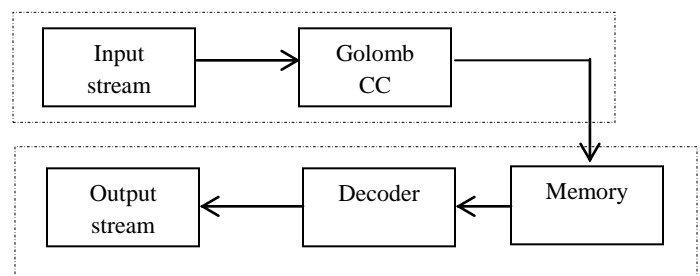 Input
stream
Golomb
CC
Output
stream
Decoder
Memory